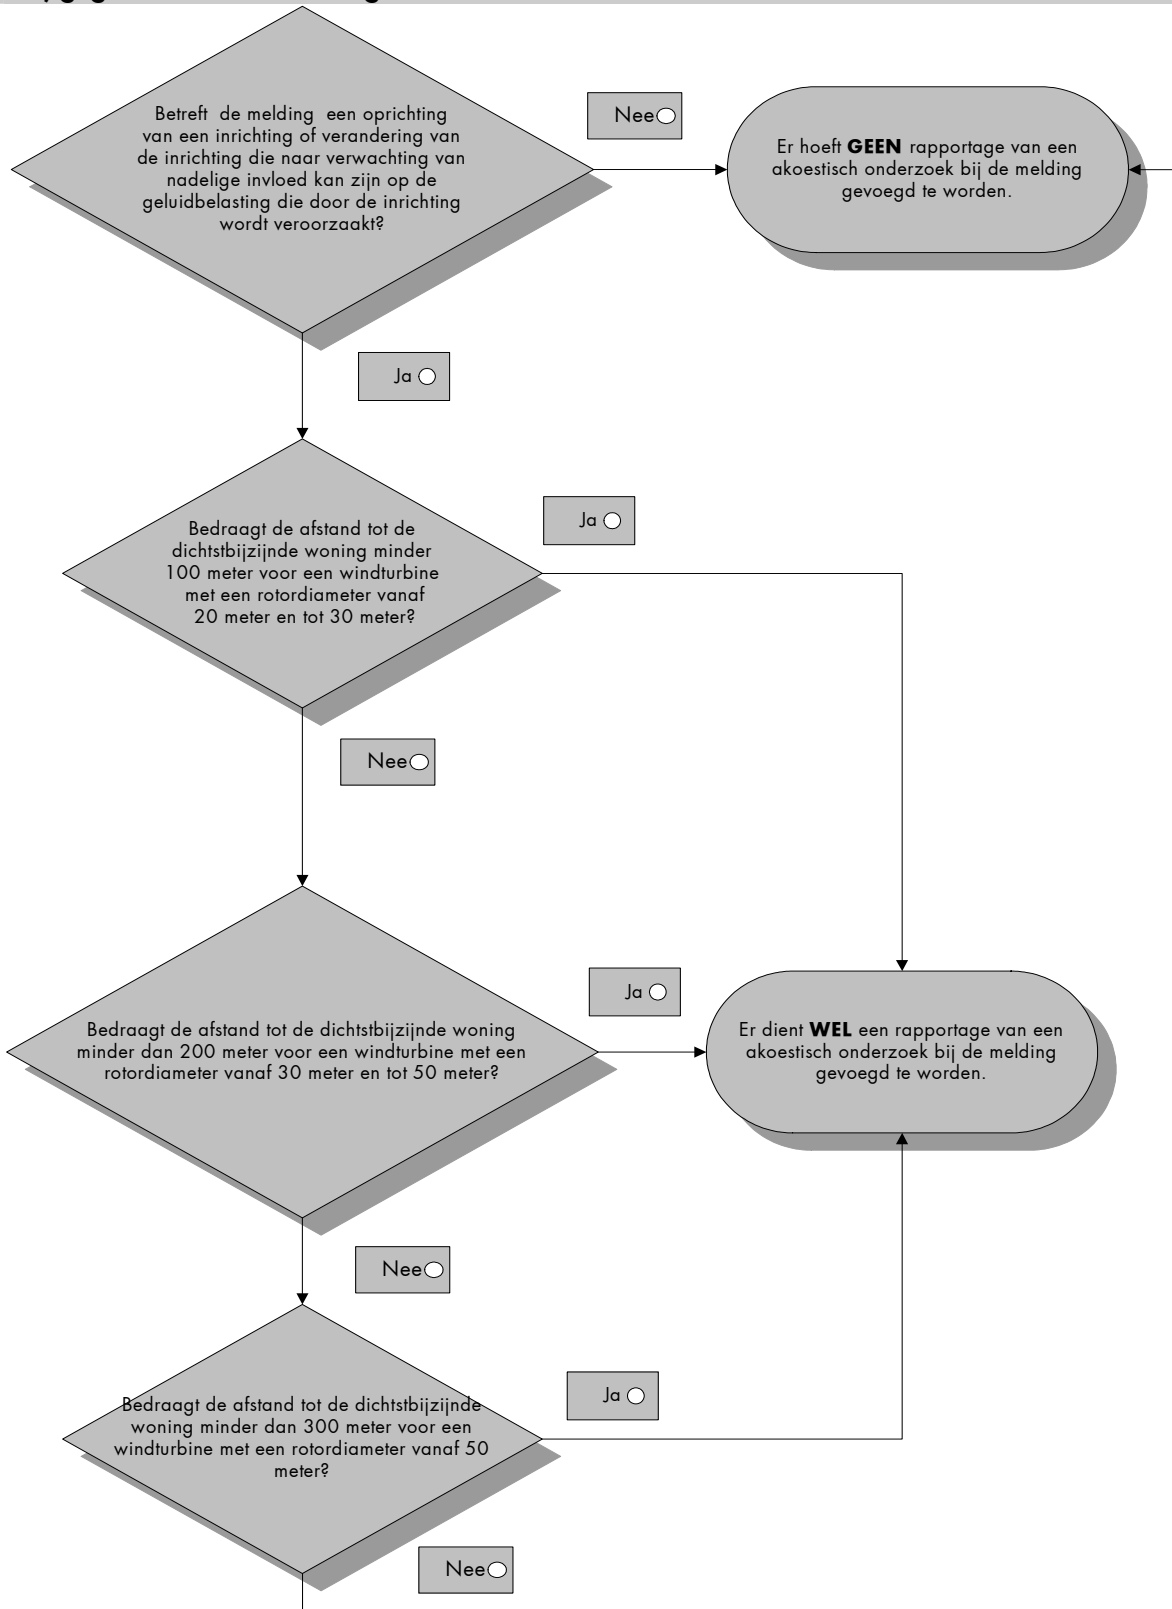 Betreft de melding een oprichting
van een inrichting of verandering van
de inrichting die naar verwachting van
nadelige invloed kan zijn op de
geluidbelasting die door de inrichting
wordt veroorzaakt?
Nee
Er hoeft GEEN rapportage van een
akoestisch onderzoek bij de melding
gevoegd te worden.
Ja
Bedraagt de afstand tot de
dichtstbijzijnde woning minder
100 meter voor een windturbine
met een rotordiameter vanaf
20 meter en tot 30 meter?
Ja
Nee
Bedraagt de afstand tot de dichtstbijzijnde woning
minder dan 200 meter voor een windturbine met een
rotordiameter vanaf 30 meter en tot 50 meter?
Ja
Er dient WEL een rapportage van een
akoestisch onderzoek bij de melding
gevoegd te worden.
Nee
Bedraagt de afstand tot de dichtstbijzijnde
woning minder dan 300 meter voor een
windturbine met een rotordiameter vanaf 50
meter?
Ja
Nee